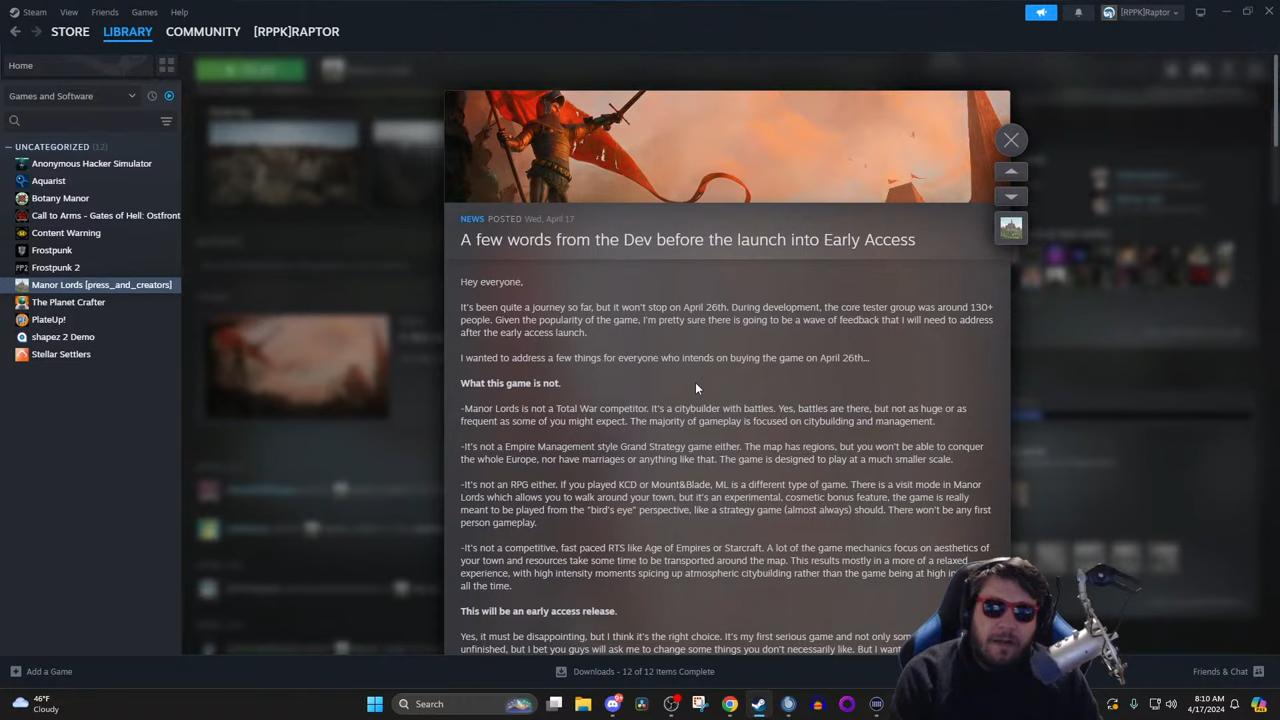 Steam View Friends Games Help [RPPK]Raptor
STORE LIBRARY COMMUNITY [RPPK]RAPTOR
Home
Games and Software
UNCATEGORIZED (12)
Anonymous Hacker Simulator
Aquarist
Botany Manor
Call to Arms - Gates of Hell: Ostfront
Content Warning
Frostpunk
FP2 Frostpunk 2
Manor Lords [press_and_creators]
The Planet Crafter
PlateUp!
shapez 2 Demo
Stellar Settlers
NEWS POSTED Wed, April 17
A few words from the Dev before the launch into Early Access
Hey everyone,
It's been quite a journey so far, but it won't stop on April 26th. During development, the core tester group was around 130+
people. Given the popularity of the game, I'm pretty sure there is going to be a wave of feedback that I will need to address
after the early access launch.
I wanted to address a few things for everyone who intends on buying the game on April 26th...
What this game is not.
-Manor Lords is not a Total War competitor. It's a citybuilder with battles. Yes, battles are there, but not as huge or as
frequent as some of you might expect. The majority of gameplay is focused on citybuilding and management.
-It's not a Empire Management style Grand Strategy game either. The map has regions, but you won't be able to conquer
the whole Europe, nor have marriages or anything like that. The game is designed to play at a much smaller scale.
-It's not an RPG either. If you played KCD or Mount&Blade, ML is a different type of game. There is a visit mode in Manor
Lords which allows you to walk around your town, but it's an experimental, cosmetic bonus feature, the game is really
meant to be played from the "bird's eye" perspective, like a strategy game (almost always) should. There won't be any first
person gameplay.
-It's not a competitive, fast paced RTS like Age of Empires or Starcraft. A lot of the game mechanics focus on aesthetics of
your town and resources take some time to be transported around the map. This results mostly in a more of a relaxed
experience, with high intensity moments spicing up atmospheric citybuilding rather than the game being at high in
all the time.
This will be an early access release.
Yes, it must be disappointing, but I think it's the right choice. It's my first serious game and not only som
unfinished, but I bet you guys will ask me to change some things you don't necessarily like. But I want
Add a Game Downloads - 12 of 12 Items Complete Friends & Chat
46°F
Cloudy
Search
8:10 AM
4/17/2024